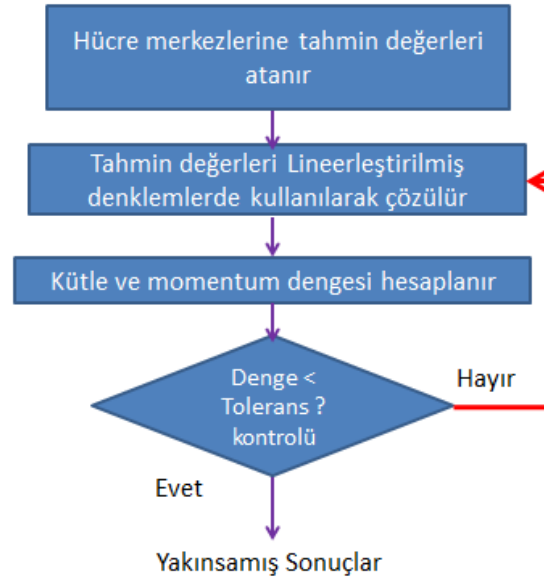 Hücre merkezlerine tahmin değerleri
atanır
Tahmin değerleri Lineerleştirilmiş
denklemlerde kullanılarak çözülür
Kütle ve momentum dengesi hesaplanır
Denge <
Tolerans ?
kontrolü
Hayır
Evet
Yakınsamış Sonuçlar